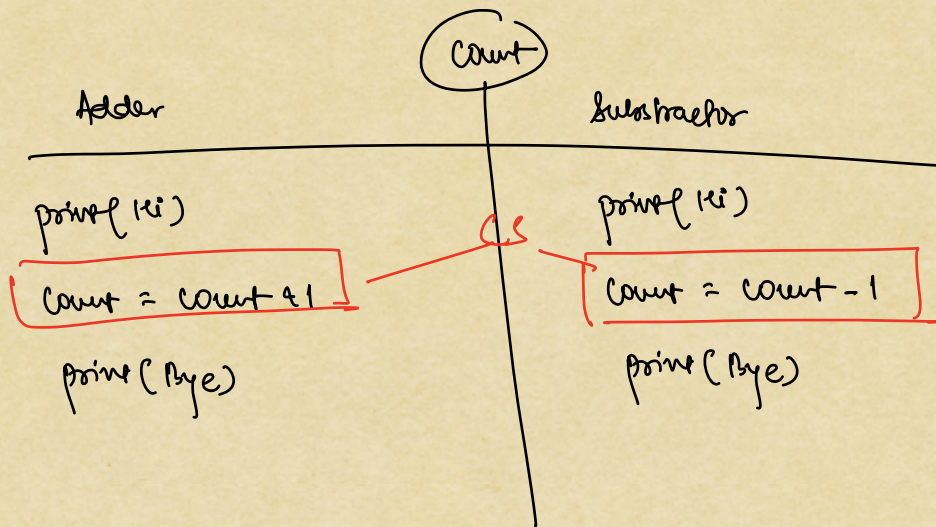 Count
Adder
Substractor
print(Hi)
print(Hi)
CS
Count = Count + 1
Count = Count - 1
print(Bye)
print(Bye)